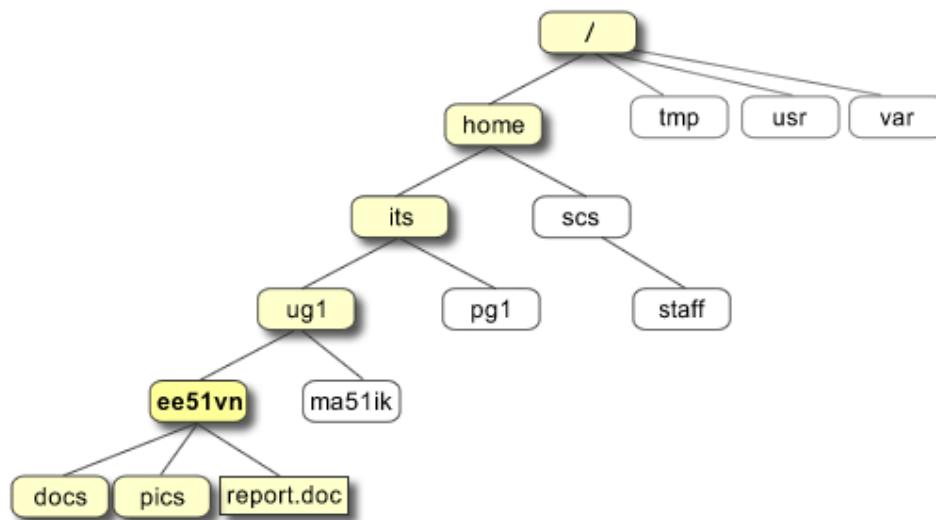 /
home
tmp
usr
var
its
scs
ug1
pg1
staff
ee51vn
ma51ik
docs
pics
report.doc